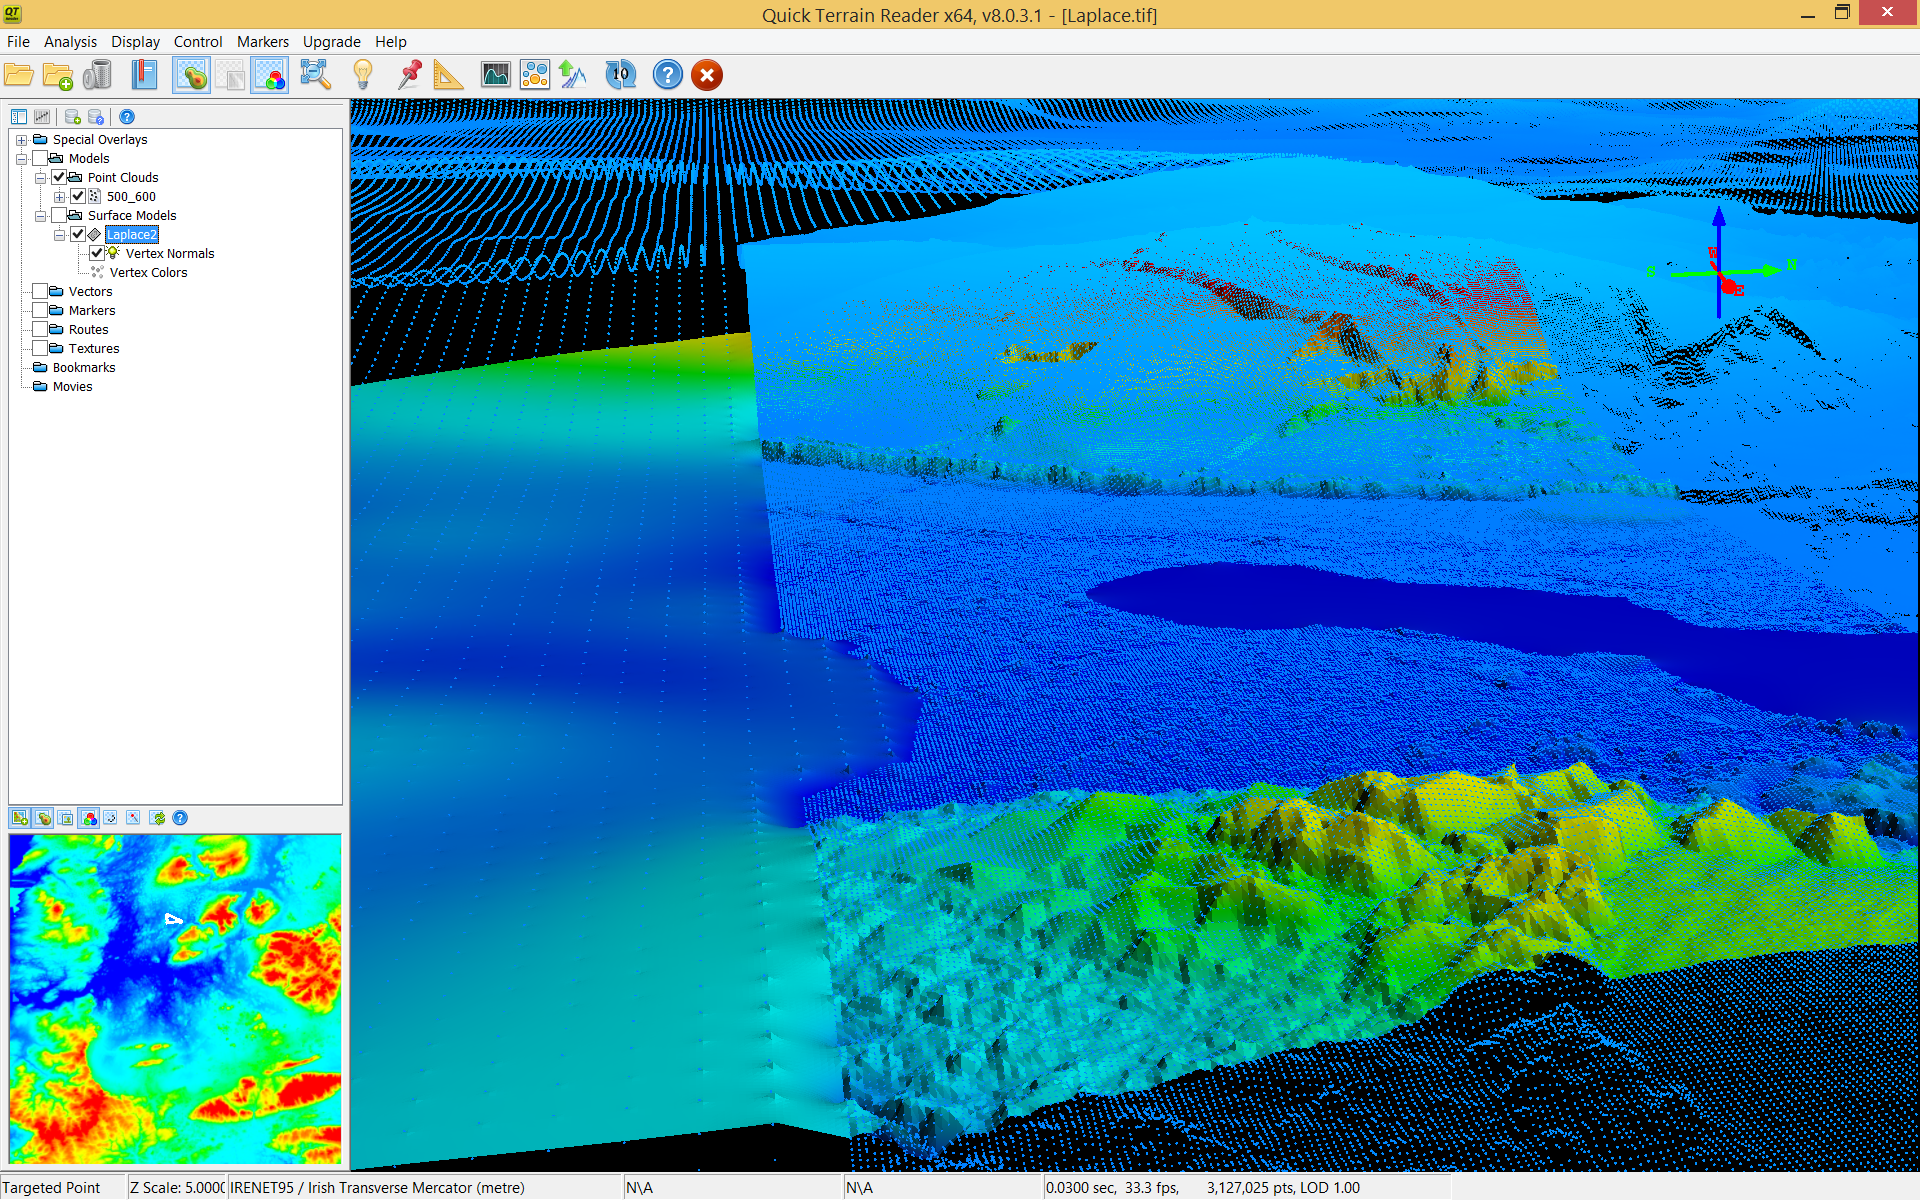 QT
Quick Terrain Reader x64, v8.0.3.1 - [Laplace.tif]
File Analysis Display Control Markers Upgrade Help
10
Special Overlays
Models
Point Clouds
500_600
Surface Models
Laplace2
Vertex Normals
Vertex Colors
Vectors
Markers
Routes
Textures
Bookmarks
Movies
W
S N
E
Targeted Point Z Scale: 5.0000 IRENET95 / Irish Transverse Mercator (metre) N\A N\A 0.0300 sec, 33.3 fps, 3,127,025 pts, LOD 1.00